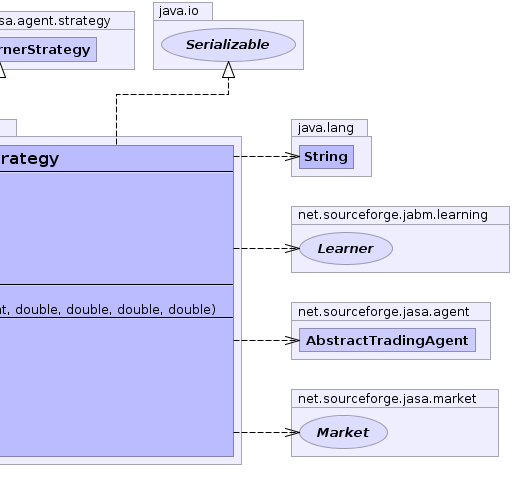 sa.agent.strategy
rnerStrategy
java.io
Serializable
rategy
t, double, double, double, double)
java.lang
String
net.sourceforge.jabm.learning
Learner
net.sourceforge.jasa.agent
AbstractTradingAgent
net.sourceforge.jasa.market
Market